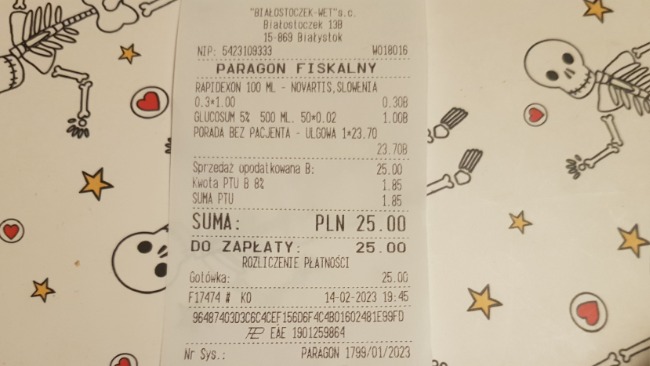 "BIAŁOSTOCZEK-WET"s.c.
Białostoczek 13B
15-869 Białystok
NIP: 5423109333 W018016
PARAGON FISKALNY
RAPIDEXON 100 ML - NOVARTIS,SLOWENIA
0.3*1.00 0.30B
GLUCOSUM 5% 500 ML. 50*0.02 1.00B
PORADA BEZ PACJENTA - ULGOWA 1*23.70
23.70B
Sprzedaż opodatkowana B: 25.00
Kwota PTU B 8% 1.85
SUMA PTU 1.85
SUMA: PLN 25.00
DO ZAPŁATY: 25.00
ROZLICZENIE PŁATNOŚCI
Gotówka: 25.00
F17474 # KO 14-02-2023 19:45
96487403D3C6C4CEF156D6F4C4B01602481E99FD
EAE 1901259864
Nr Sys.: PARAGON 1799/01/2023